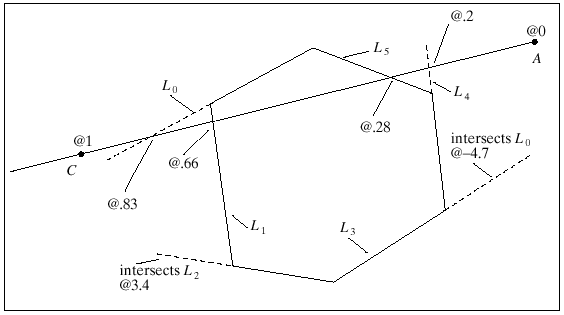 @.2
@0
L5
A
L0
L4
@1
@.28
C
@.66
intersects L0
@–4.7
@.83
L1
L3
intersects L2
@3.4